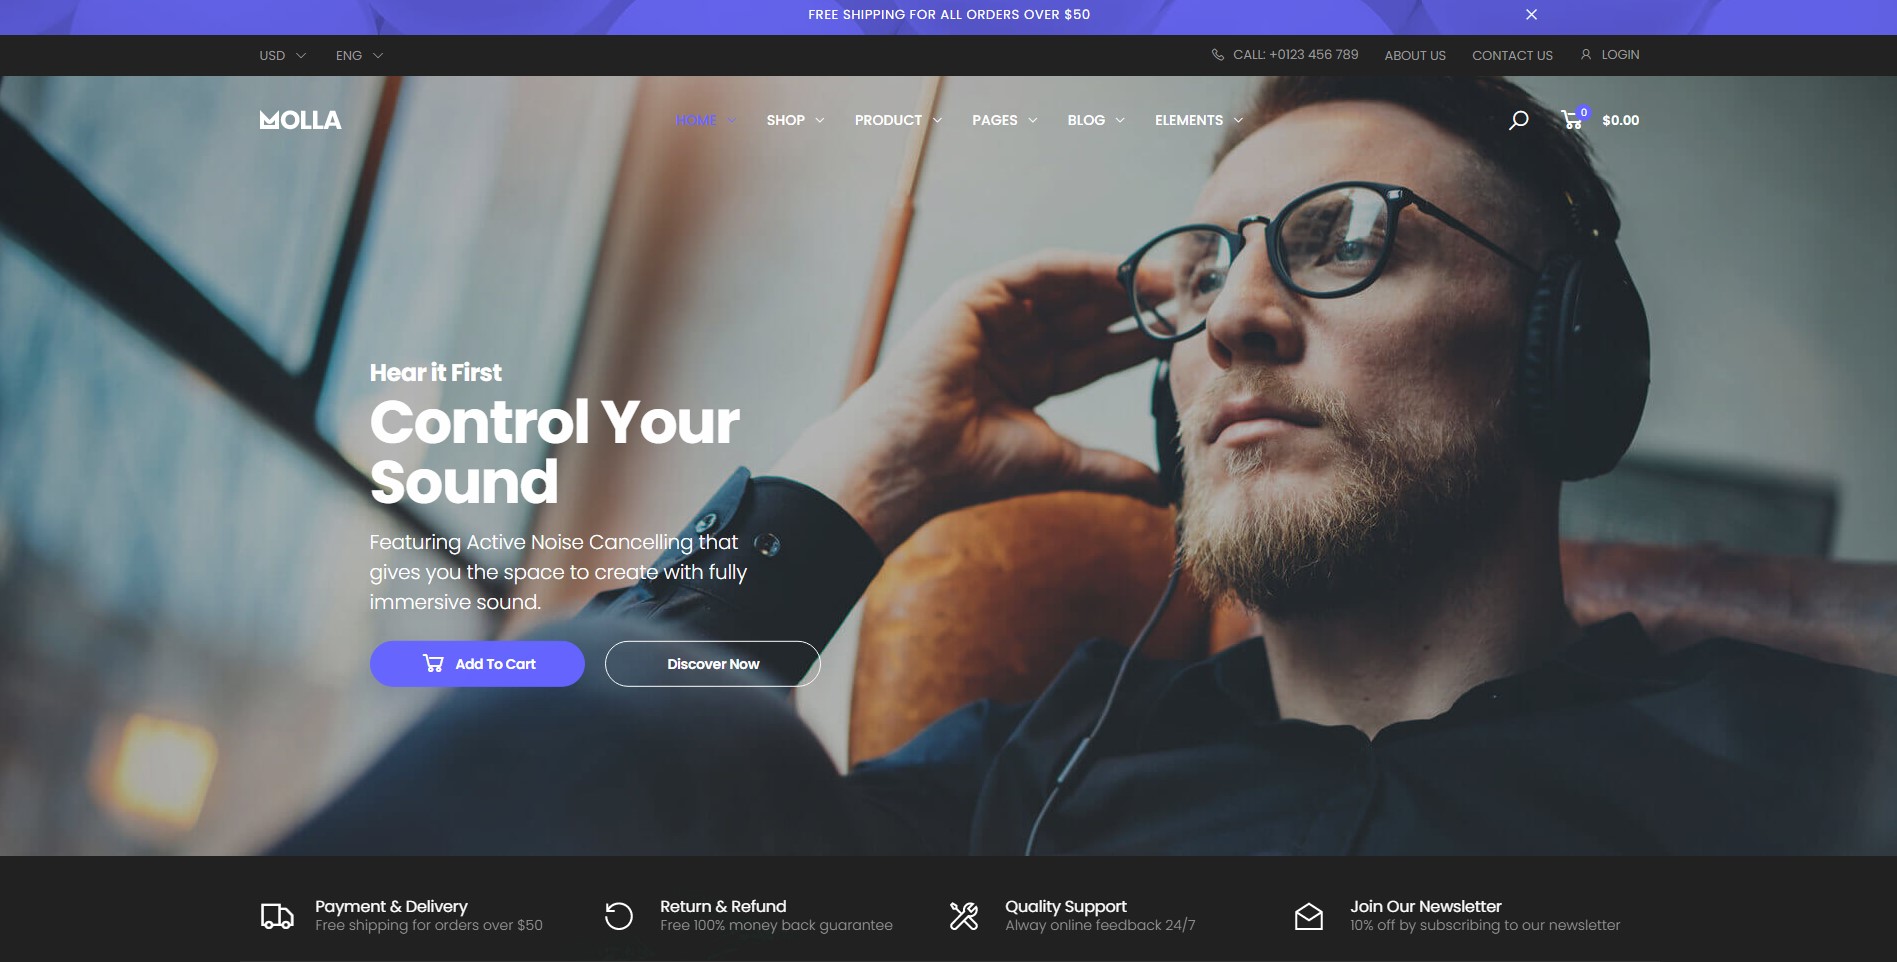 FREE SHIPPING FOR ALL ORDERS OVER $50
USD ENG CALL: +0123 456 789 ABOUT US CONTACT US LOGIN
MOLLA HOME SHOP PRODUCT PAGES BLOG ELEMENTS 0 $0.00
Hear it First
Control Your
Sound
Featuring Active Noise Cancelling that
gives you the space to create with fully
immersive sound.
Add To Cart Discover Now
Payment & Delivery Return & Refund Quality Support Join Our Newsletter
Free shipping for orders over $50 Free 100% money back guarantee Alway online feedback 24/7 10% off by subscribing to our newsletter